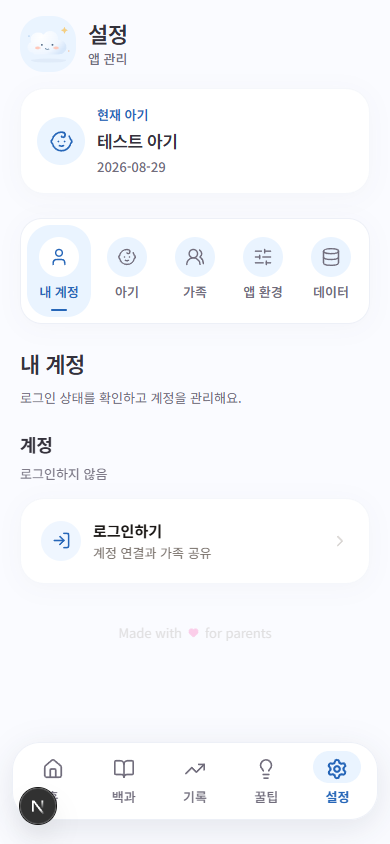 설정
앱 관리
현재 아기
테스트 아기
2026-08-29
내 계정
아기
가족
앱 환경
데이터
내 계정
로그인 상태를 확인하고 계정을 관리해요.
계정
로그인하지 않음
로그인하기
계정 연결과 가족 공유
Made with for parents
백과
기록
꿀팁
설정
N